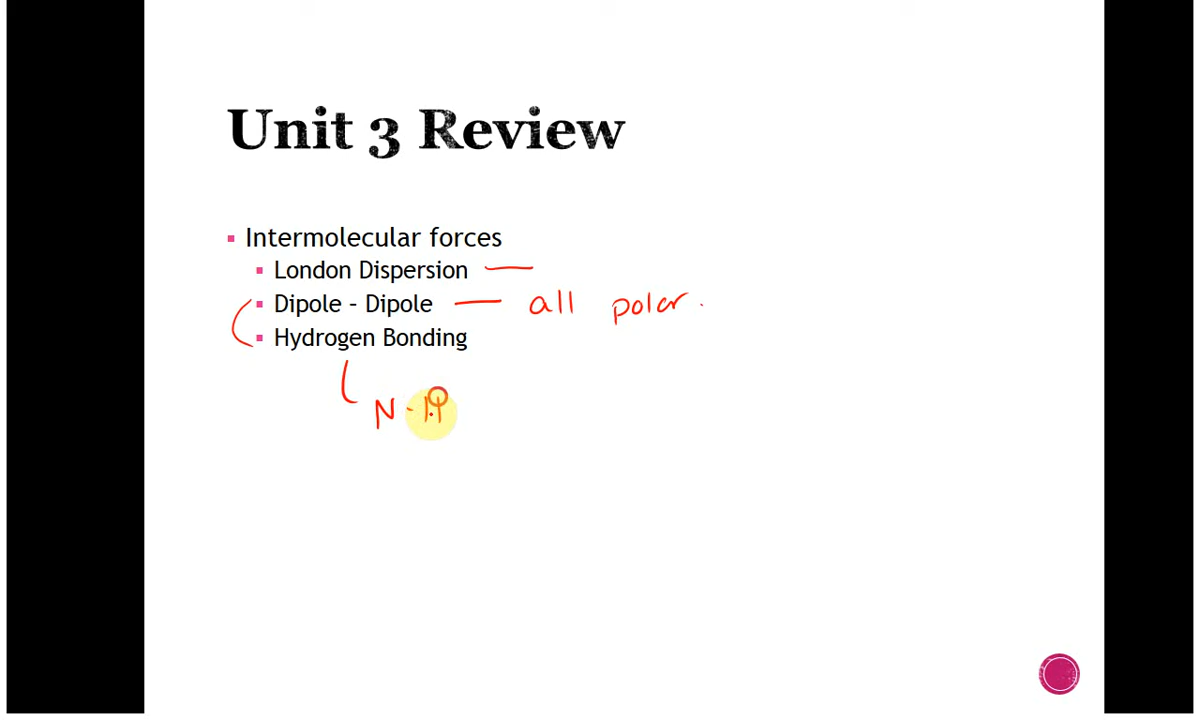 Unit 3 Review
▪ Intermolecular forces
▪ London Dispersion —
▪ Dipole – Dipole — all polar.
▪ Hydrogen Bonding
N-H